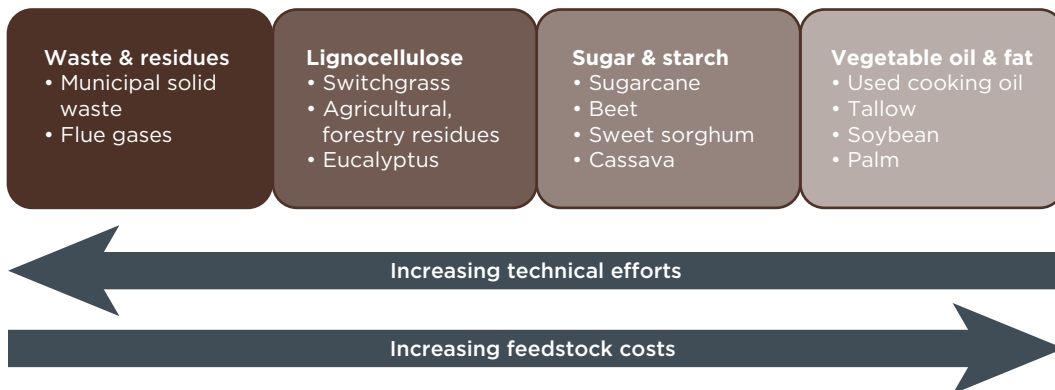 Waste & residues
• Municipal solid
waste
• Flue gases
Lignocellulose
• Switchgrass
• Agricultural,
forestry residues
• Eucalyptus
Sugar & starch
• Sugarcane
• Beet
• Sweet sorghum
• Cassava
Vegetable oil & fat
• Used cooking oil
• Tallow
• Soybean
• Palm
Increasing technical efforts
Increasing feedstock costs